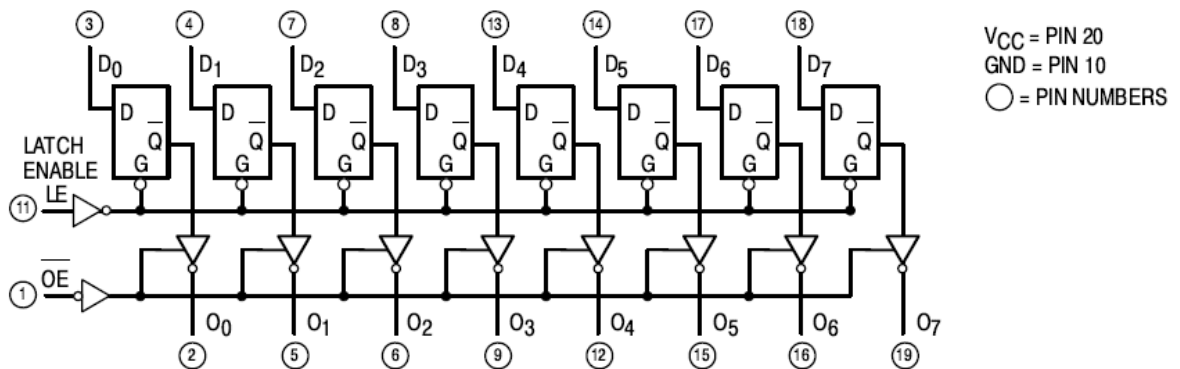 3 4 7 8 13 14 17 18
V_CC = PIN 20
GND = PIN 10
◯ = PIN NUMBERS
D₀ D₁ D₂ D₃ D₄ D₅ D₆ D₇
D D D D D D D D
Q̅ Q̅ Q̅ Q̅ Q̅ Q̅ Q̅ Q̅
G G G G G G G G
LATCH
ENABLE
LE
11
O̅E̅
1
O₀ O₁ O₂ O₃ O₄ O₅ O₆ O₇
2 5 6 9 12 15 16 19